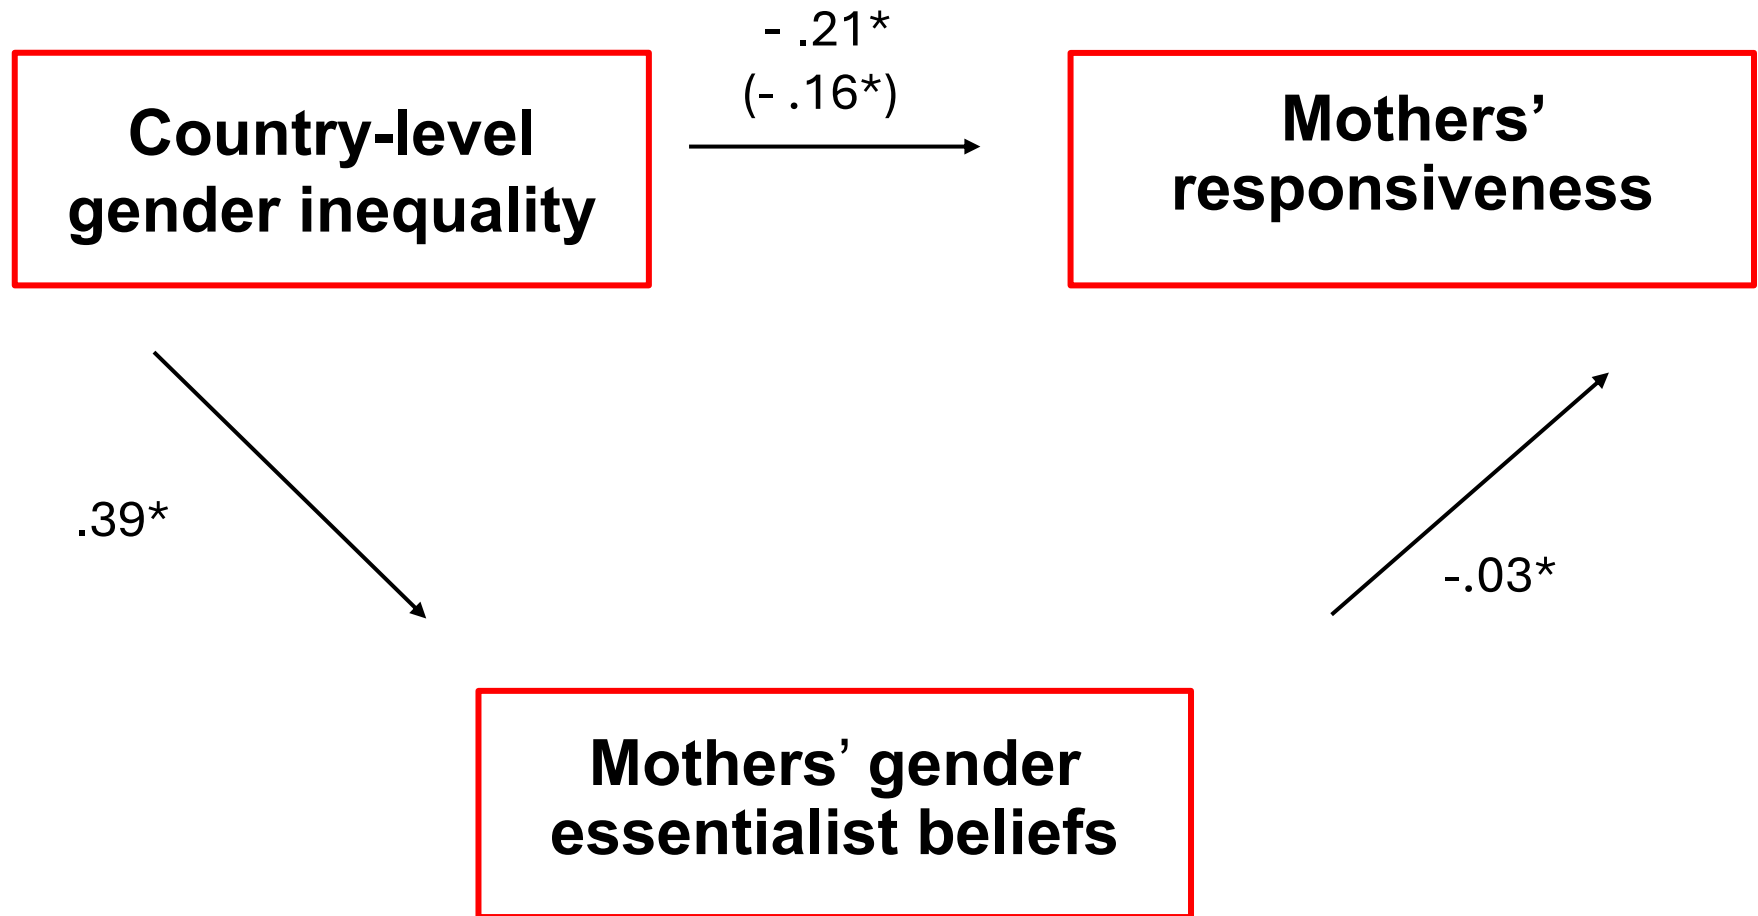 - .21*
(- .16*)
Country-level
gender inequality
Mothers’
responsiveness
.39*
-.03*
Mothers’ gender
essentialist beliefs